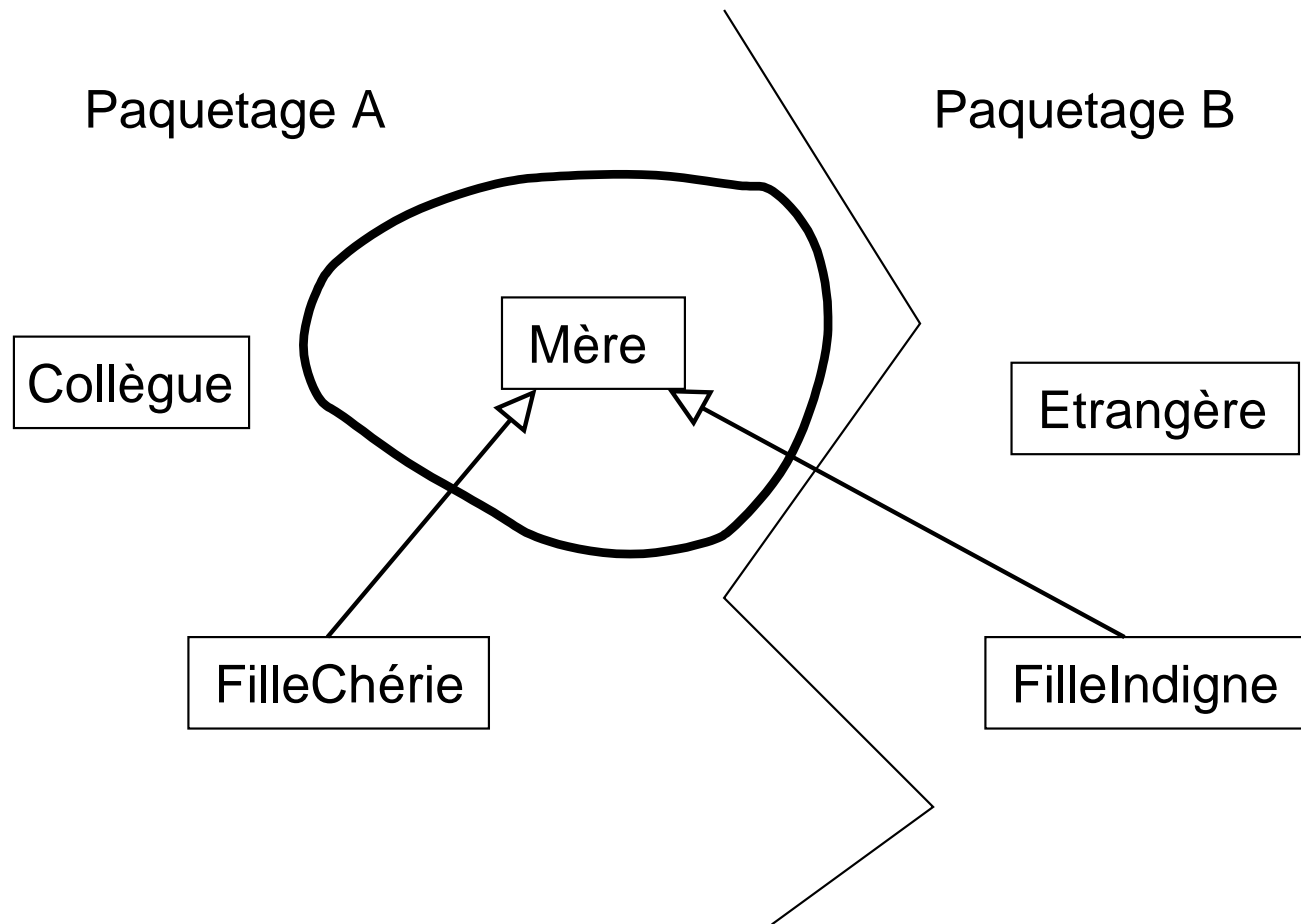 Paquetage A
Paquetage B
Mère
Collègue
Etrangère
FilleChérie
FilleIndigne